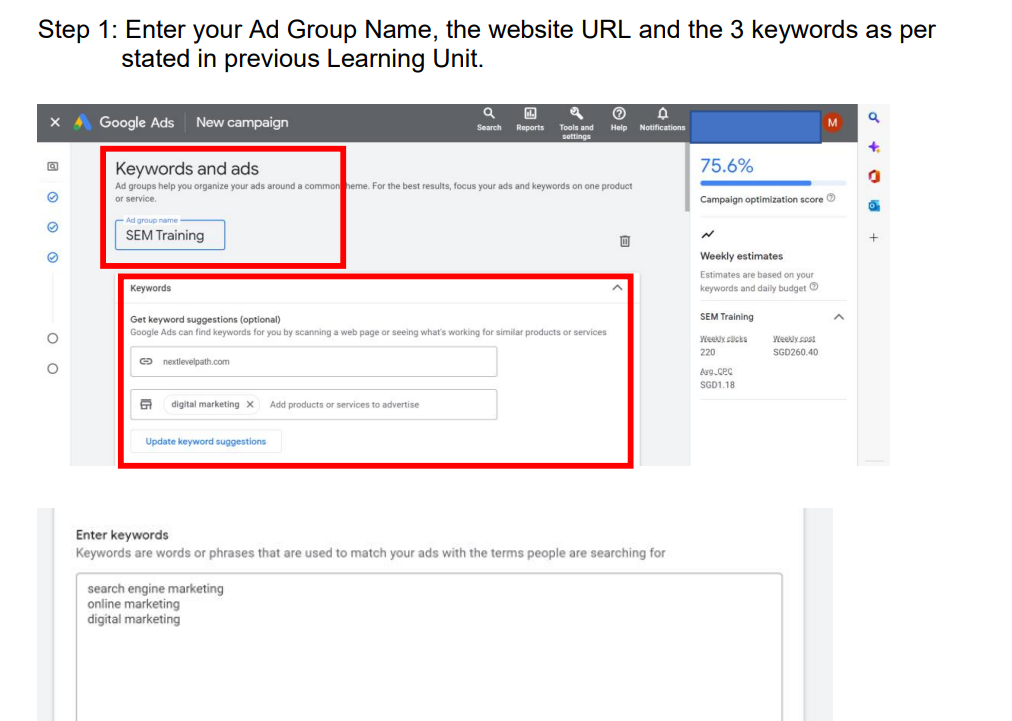 Step 1: Enter your Ad Group Name, the website URL and the 3 keywords as per
stated in previous Learning Unit.
Google Ads
New campaign
Search
Reports
Tools and
settings
Help
Notifications
M
Keywords and ads
Ad groups help you organize your ads around a common theme. For the best results, focus your ads and keywords on one product
or service.
Ad group name
SEM Training
Keywords
Get keyword suggestions (optional)
Google Ads can find keywords for you by scanning a web page or seeing what's working for similar products or services
nextlevelpath.com
digital marketing
Add products or services to advertise
Update keyword suggestions
75.6%
Campaign optimization score
Weekly estimates
Estimates are based on your
keywords and daily budget
SEM Training
Weekly clicks
Weekly cost
220
SGD260.40
Avg. CPC
SGD1.18
Enter keywords
Keywords are words or phrases that are used to match your ads with the terms people are searching for
search engine marketing
online marketing
digital marketing